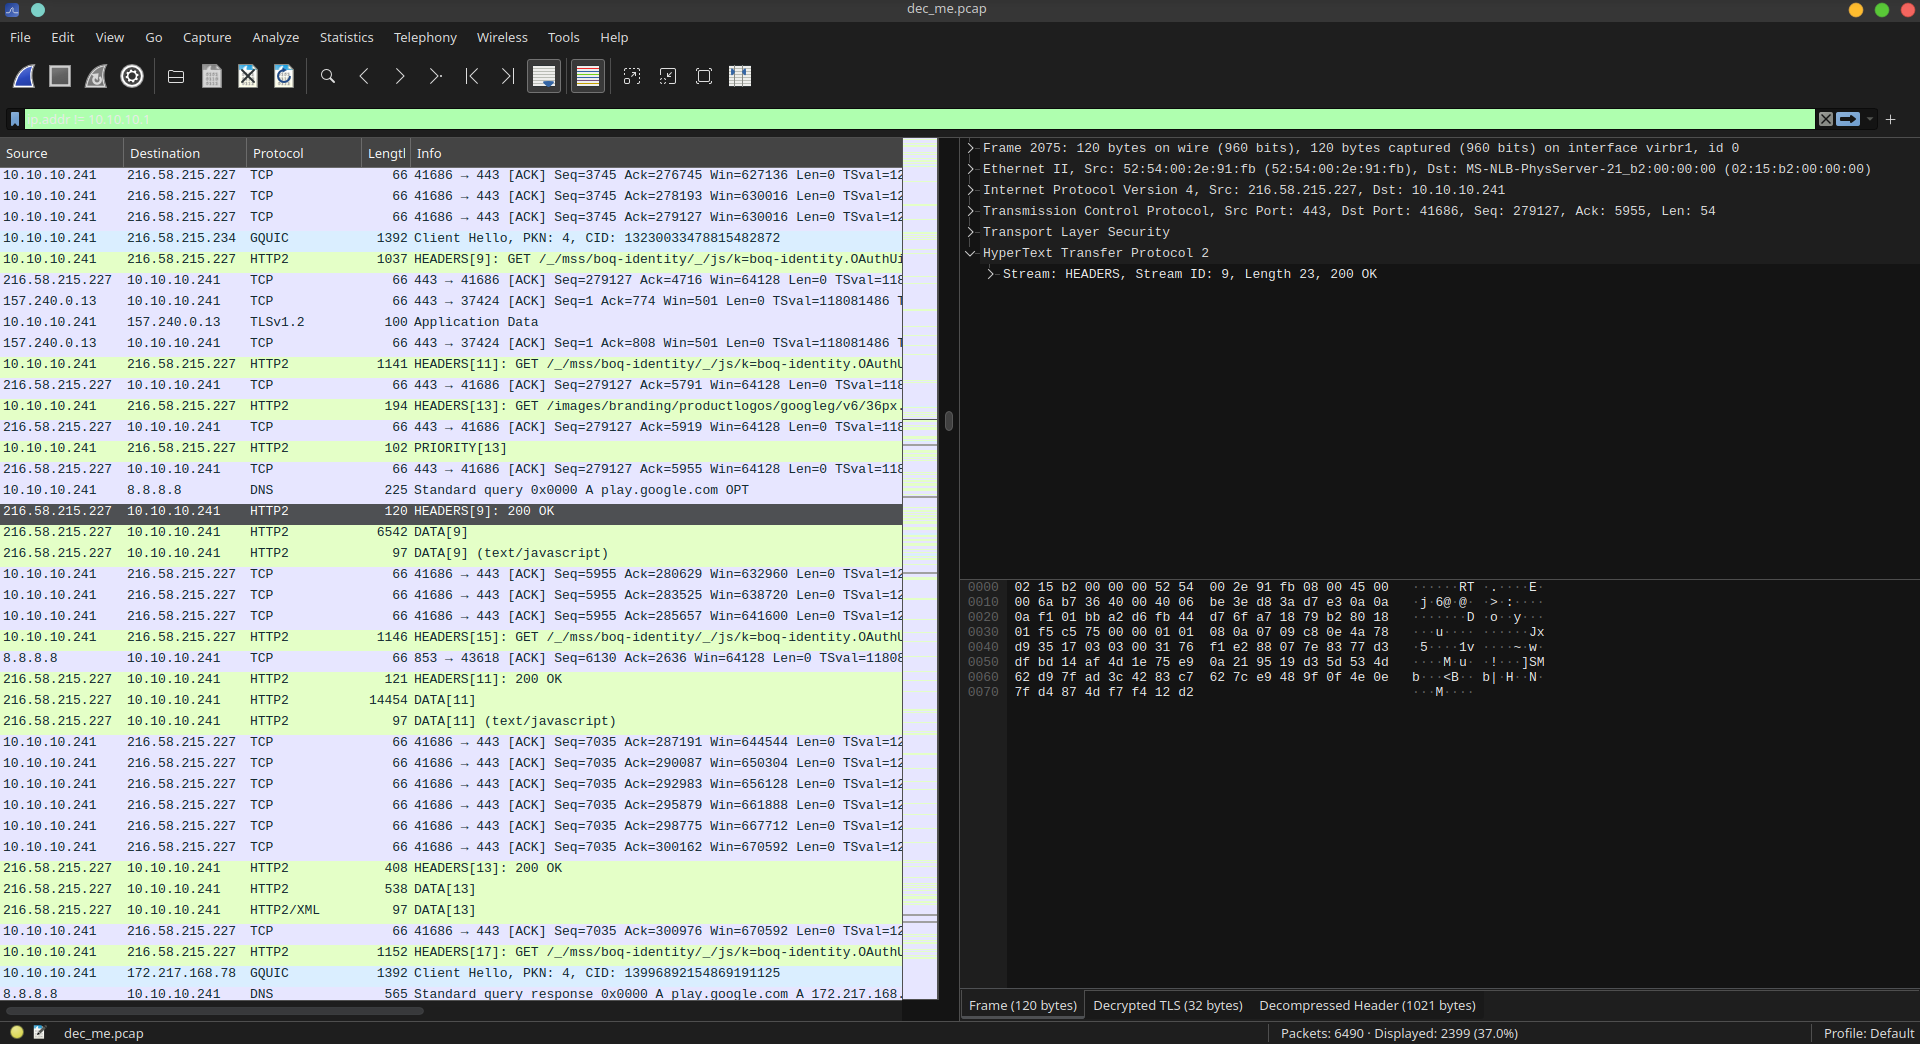 dec_me.pcap
File Edit View Go Capture Analyze Statistics Telephony Wireless Tools Help
ip.addr != 10.10.10.1
Source Destination Protocol Lengtl Info
10.10.10.241 216.58.215.227 TCP 66 41686 → 443 [ACK] Seq=3745 Ack=276745 Win=627136 Len=0 TSval=12
10.10.10.241 216.58.215.227 TCP 66 41686 → 443 [ACK] Seq=3745 Ack=278193 Win=630016 Len=0 TSval=12
10.10.10.241 216.58.215.227 TCP 66 41686 → 443 [ACK] Seq=3745 Ack=279127 Win=630016 Len=0 TSval=12
10.10.10.241 216.58.215.234 GQUIC 1392 Client Hello, PKN: 4, CID: 13230033478815482872
10.10.10.241 216.58.215.227 HTTP2 1037 HEADERS[9]: GET /_/mss/boq-identity/_/js/k=boq-identity.OAuthUi
216.58.215.227 10.10.10.241 TCP 66 443 → 41686 [ACK] Seq=279127 Ack=4716 Win=64128 Len=0 TSval=118
157.240.0.13 10.10.10.241 TCP 66 443 → 37424 [ACK] Seq=1 Ack=774 Win=501 Len=0 TSval=118081486 T
10.10.10.241 157.240.0.13 TLSv1.2 100 Application Data
157.240.0.13 10.10.10.241 TCP 66 443 → 37424 [ACK] Seq=1 Ack=808 Win=501 Len=0 TSval=118081486 T
10.10.10.241 216.58.215.227 HTTP2 1141 HEADERS[11]: GET /_/mss/boq-identity/_/js/k=boq-identity.OAuthU
216.58.215.227 10.10.10.241 TCP 66 443 → 41686 [ACK] Seq=279127 Ack=5791 Win=64128 Len=0 TSval=118
10.10.10.241 216.58.215.227 HTTP2 194 HEADERS[13]: GET /images/branding/productlogos/googleg/v6/36px.
216.58.215.227 10.10.10.241 TCP 66 443 → 41686 [ACK] Seq=279127 Ack=5919 Win=64128 Len=0 TSval=118
10.10.10.241 216.58.215.227 HTTP2 102 PRIORITY[13]
216.58.215.227 10.10.10.241 TCP 66 443 → 41686 [ACK] Seq=279127 Ack=5955 Win=64128 Len=0 TSval=118
10.10.10.241 8.8.8.8 DNS 225 Standard query 0x0000 A play.google.com OPT
216.58.215.227 10.10.10.241 HTTP2 120 HEADERS[9]: 200 OK
216.58.215.227 10.10.10.241 HTTP2 6542 DATA[9]
216.58.215.227 10.10.10.241 HTTP2 97 DATA[9] (text/javascript)
10.10.10.241 216.58.215.227 TCP 66 41686 → 443 [ACK] Seq=5955 Ack=280629 Win=632960 Len=0 TSval=12
10.10.10.241 216.58.215.227 TCP 66 41686 → 443 [ACK] Seq=5955 Ack=283525 Win=638720 Len=0 TSval=12
10.10.10.241 216.58.215.227 TCP 66 41686 → 443 [ACK] Seq=5955 Ack=285657 Win=641600 Len=0 TSval=12
10.10.10.241 216.58.215.227 HTTP2 1146 HEADERS[15]: GET /_/mss/boq-identity/_/js/k=boq-identity.OAuthU
8.8.8.8 10.10.10.241 TCP 66 853 → 43618 [ACK] Seq=6130 Ack=2636 Win=64128 Len=0 TSval=11808
216.58.215.227 10.10.10.241 HTTP2 121 HEADERS[11]: 200 OK
216.58.215.227 10.10.10.241 HTTP2 14454 DATA[11]
216.58.215.227 10.10.10.241 HTTP2 97 DATA[11] (text/javascript)
10.10.10.241 216.58.215.227 TCP 66 41686 → 443 [ACK] Seq=7035 Ack=287191 Win=644544 Len=0 TSval=12
10.10.10.241 216.58.215.227 TCP 66 41686 → 443 [ACK] Seq=7035 Ack=290087 Win=650304 Len=0 TSval=12
10.10.10.241 216.58.215.227 TCP 66 41686 → 443 [ACK] Seq=7035 Ack=292983 Win=656128 Len=0 TSval=12
10.10.10.241 216.58.215.227 TCP 66 41686 → 443 [ACK] Seq=7035 Ack=295879 Win=661888 Len=0 TSval=12
10.10.10.241 216.58.215.227 TCP 66 41686 → 443 [ACK] Seq=7035 Ack=298775 Win=667712 Len=0 TSval=12
10.10.10.241 216.58.215.227 TCP 66 41686 → 443 [ACK] Seq=7035 Ack=300162 Win=670592 Len=0 TSval=12
216.58.215.227 10.10.10.241 HTTP2 408 HEADERS[13]: 200 OK
216.58.215.227 10.10.10.241 HTTP2 538 DATA[13]
216.58.215.227 10.10.10.241 HTTP2/XML 97 DATA[13]
10.10.10.241 216.58.215.227 TCP 66 41686 → 443 [ACK] Seq=7035 Ack=300976 Win=670592 Len=0 TSval=12
10.10.10.241 216.58.215.227 HTTP2 1152 HEADERS[17]: GET /_/mss/boq-identity/_/js/k=boq-identity.OAuthU
10.10.10.241 172.217.168.78 GQUIC 1392 Client Hello, PKN: 4, CID: 13996892154869191125
8.8.8.8 10.10.10.241 DNS 565 Standard query response 0x0000 A play.google.com A 172.217.168.
Frame 2075: 120 bytes on wire (960 bits), 120 bytes captured (960 bits) on interface virbr1, id 0
Ethernet II, Src: 52:54:00:2e:91:fb (52:54:00:2e:91:fb), Dst: MS-NLB-PhysServer-21_b2:00:00:00 (02:15:b2:00:00:00)
Internet Protocol Version 4, Src: 216.58.215.227, Dst: 10.10.10.241
Transmission Control Protocol, Src Port: 443, Dst Port: 41686, Seq: 279127, Ack: 5955, Len: 54
Transport Layer Security
HyperText Transfer Protocol 2
Stream: HEADERS, Stream ID: 9, Length 23, 200 OK
0000 02 15 b2 00 00 00 52 54 00 2e 91 fb 08 00 45 00 ······RT ·.····E·
0010 00 6a b7 36 40 00 40 06 be 3e d8 3a d7 e3 0a 0a ·j·6@·@· ·>·:····
0020 0a f1 01 bb a2 d6 fb 44 d7 6f a7 18 79 b2 80 18 ·······D ·o··y···
0030 01 f5 c5 75 00 00 01 01 08 0a 07 09 c8 0e 4a 78 ···u···· ······Jx
0040 d9 35 17 03 03 00 31 76 f1 e2 88 07 7e 83 77 d3 ·5····1v ····~·w·
0050 df bd 14 af 4d 1e 75 e9 0a 21 95 19 d3 5d 53 4d ····M·u· ·!···]SM
0060 62 d9 7f ad 3c 42 83 c7 62 7c e9 48 9f 0f 4e 0e b···<B·· b|·H··N·
0070 7f d4 87 4d f7 f4 12 d2 ···M····
Frame (120 bytes) Decrypted TLS (32 bytes) Decompressed Header (1021 bytes)
dec_me.pcap Packets: 6490 · Displayed: 2399 (37.0%) Profile: Default